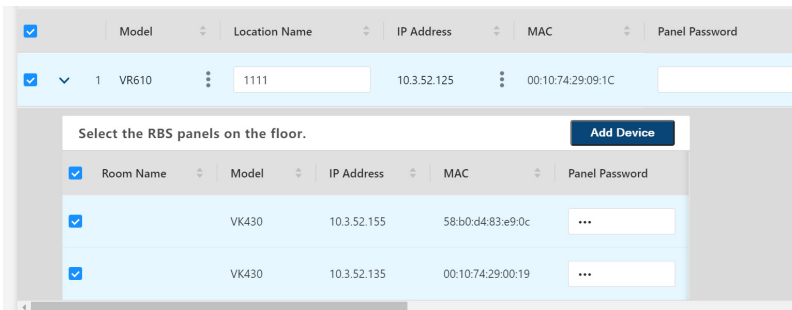 Model Location Name IP Address MAC Panel Password
1 VR610 1111 10.3.52.125 00:10:74:29:09:1C
Select the RBS panels on the floor. Add Device
Room Name Model IP Address MAC Panel Password
VK430 10.3.52.155 58:b0:d4:83:e9:0c •••
VK430 10.3.52.135 00:10:74:29:00:19 •••